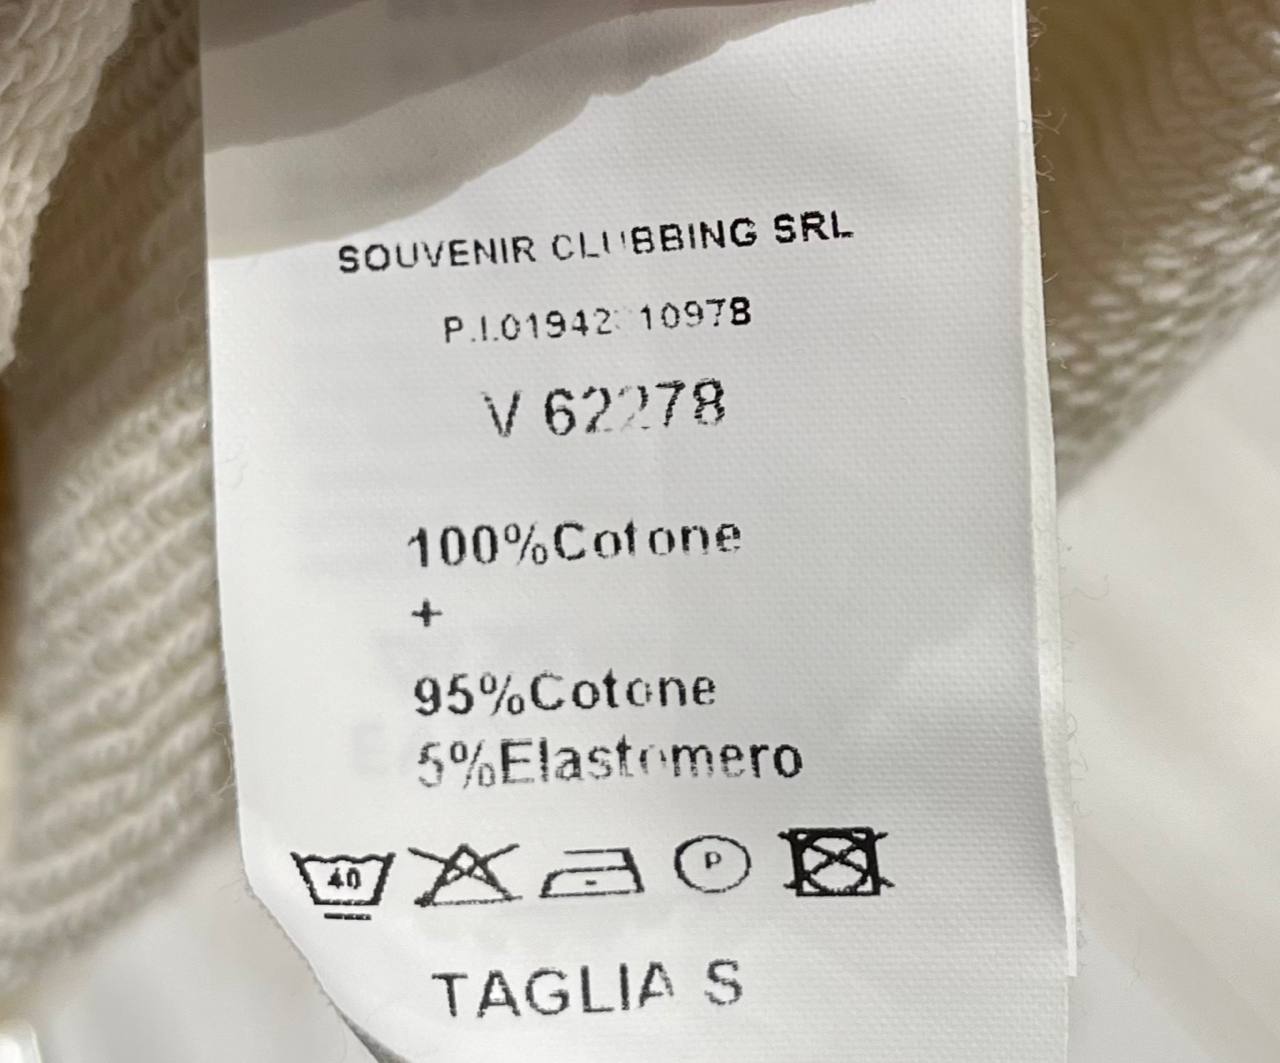 SOUVENIR CLUBBING SRL
V 62278
100%Cotone
+
95%Cotone
5%Elastomero
40
P
TAGLIA S